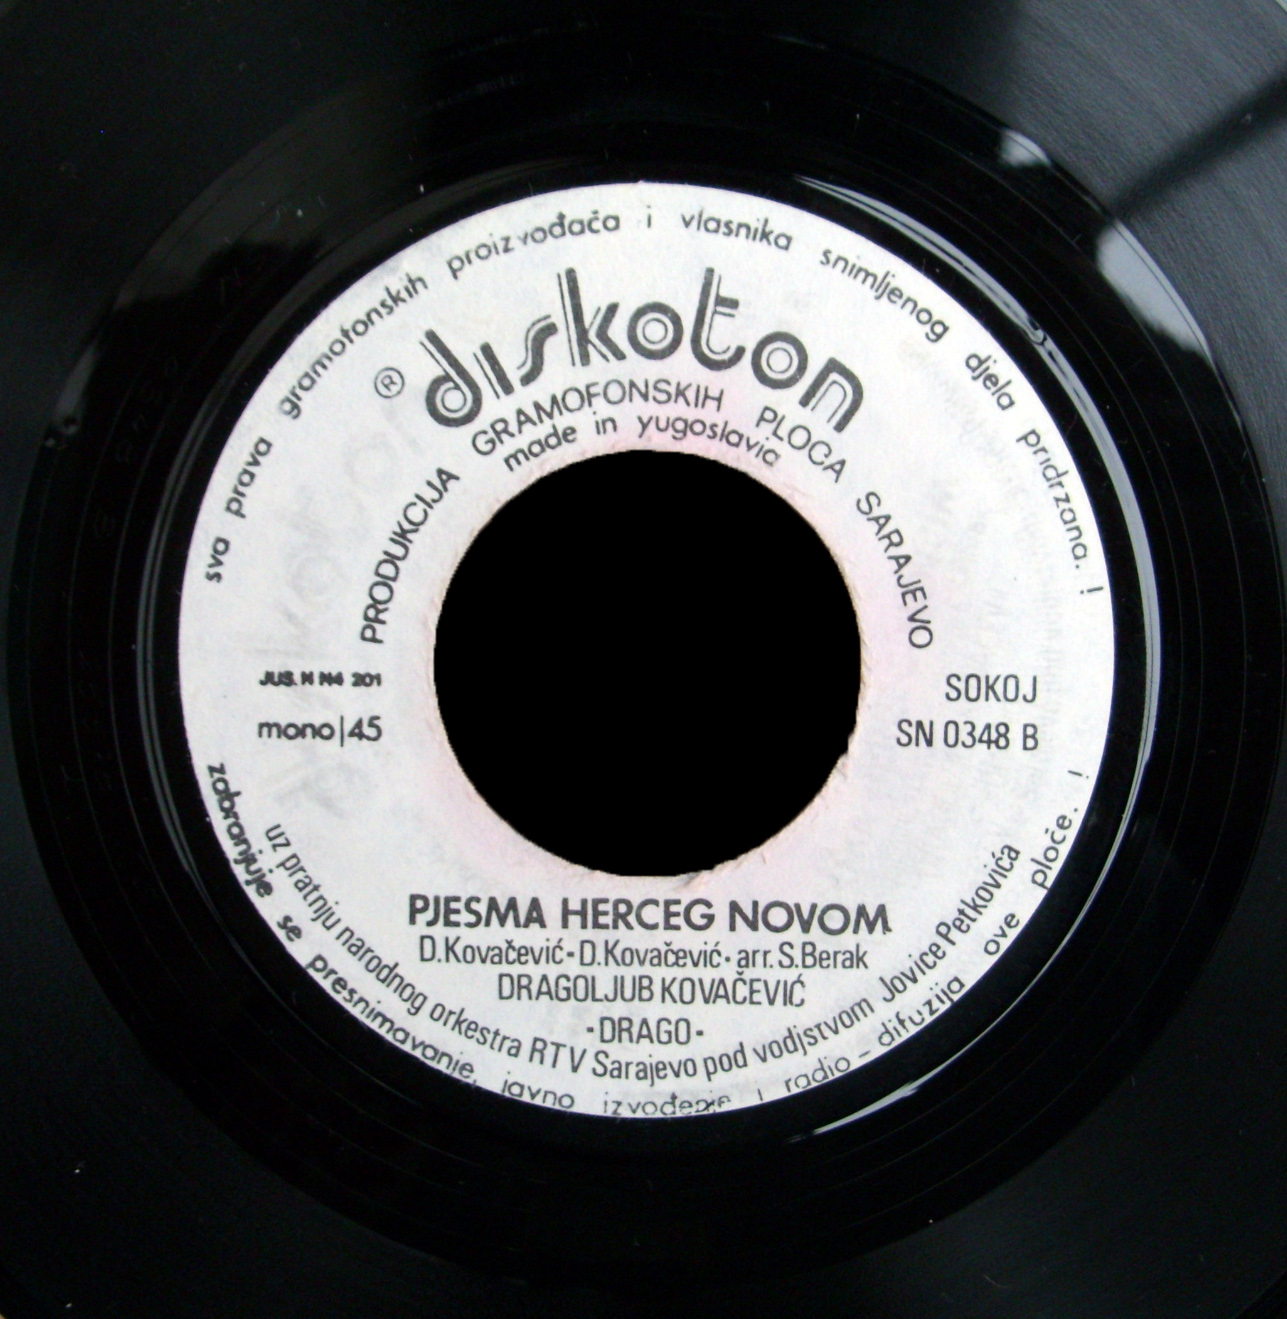 sva prava gramofonskih proizvođača i vlasnika snimljenog djela pridrzana. !
® diskoton
PRODUKCIJA GRAMOFONSKIH PLOCA SARAJEVO
made in yugoslavia
JUS. N N4 201
mono|45
SOKOJ
SN 0348 B
PJESMA HERCEG NOVOM
D.Kovačević-D.Kovačević-arr.S.Berak
DRAGOLJUB KOVAČEVIĆ
-DRAGO-
uz pratnju narodnog orkestra RTV Sarajevo pod vodjstvom Jovice Petkovića
zabranjuje se presnimavanje, javno izvođenje i radio-difuzija ove ploče. !